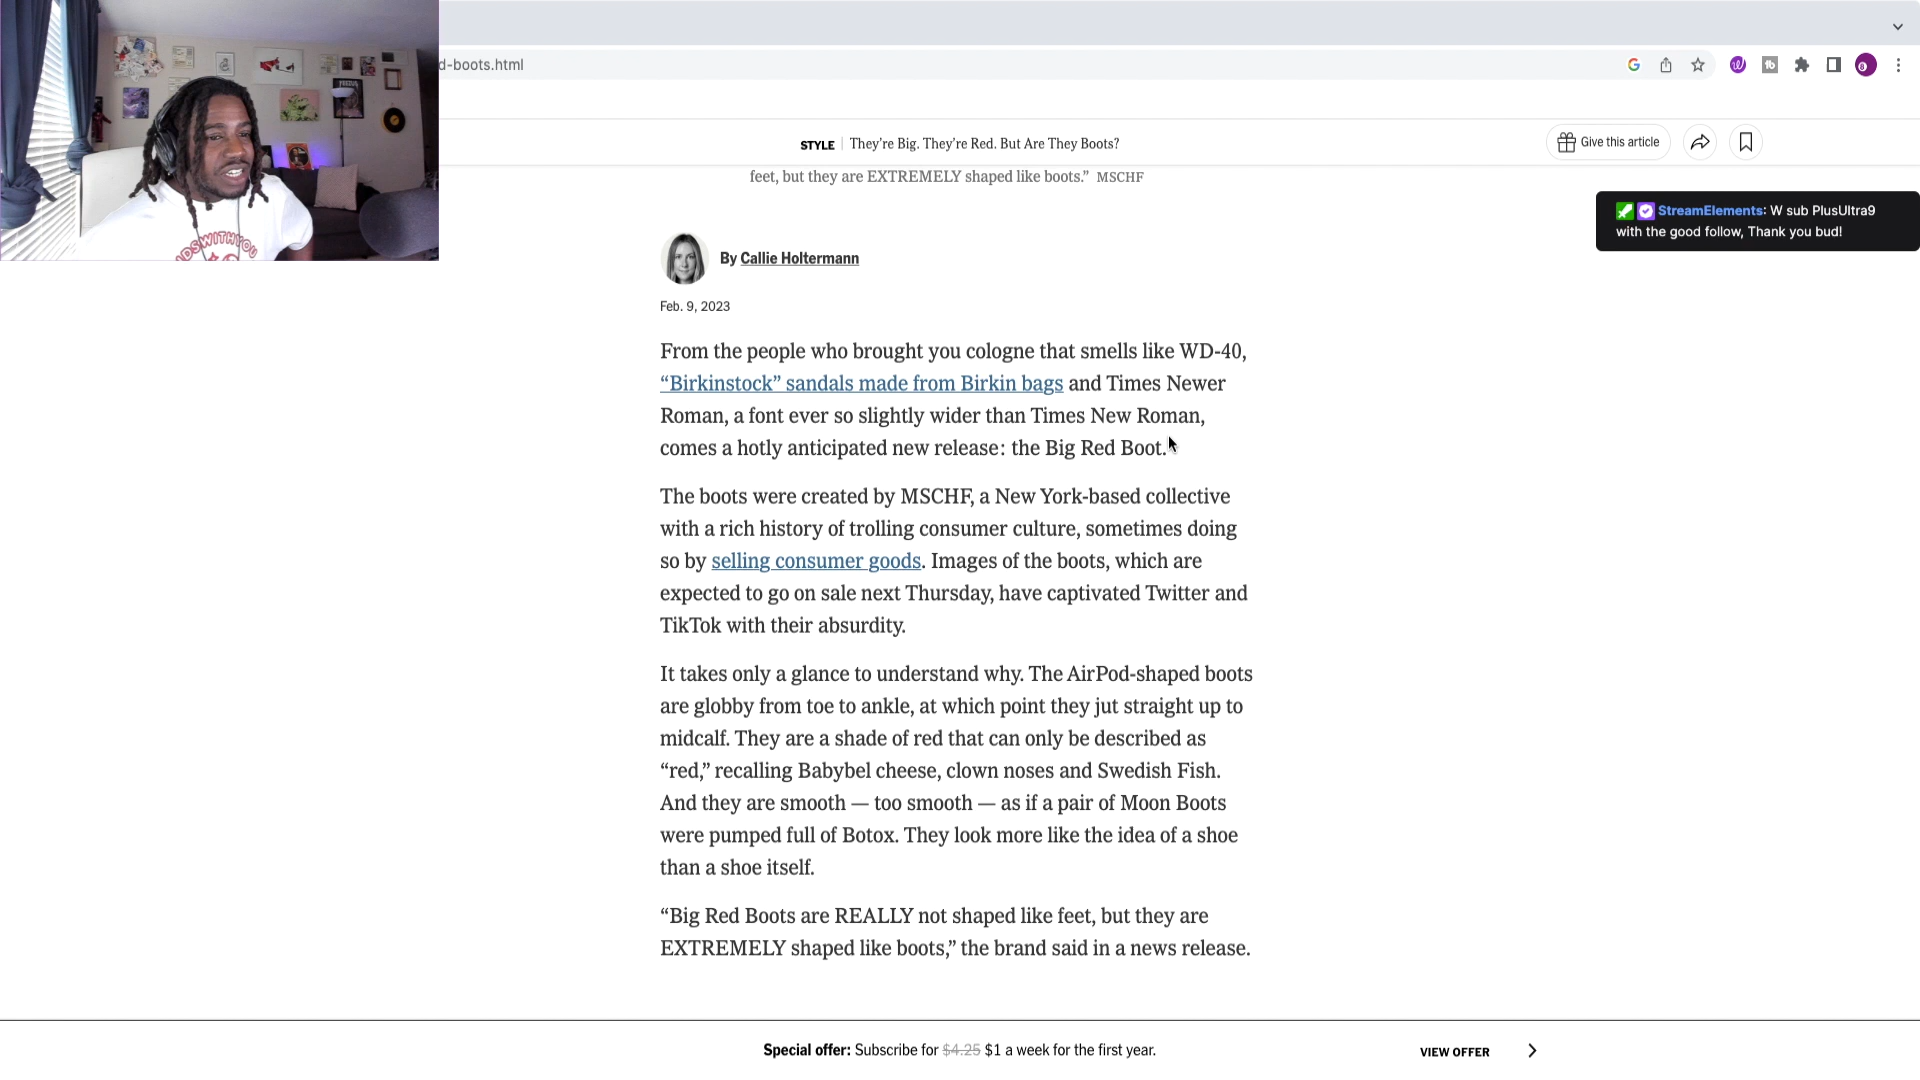 d-boots.html
STYLE | They're Big. They're Red. But Are They Boots?
Give this article
feet, but they are EXTREMELY shaped like boots.” MSCHF
StreamElements: W sub PlusUltra9
with the good follow, Thank you bud!
By Callie Holtermann
Feb. 9, 2023
From the people who brought you cologne that smells like WD-40,
“Birkinstock” sandals made from Birkin bags and Times Newer
Roman, a font ever so slightly wider than Times New Roman,
comes a hotly anticipated new release: the Big Red Boot.
The boots were created by MSCHF, a New York-based collective
with a rich history of trolling consumer culture, sometimes doing
so by selling consumer goods. Images of the boots, which are
expected to go on sale next Thursday, have captivated Twitter and
TikTok with their absurdity.
It takes only a glance to understand why. The AirPod-shaped boots
are globby from toe to ankle, at which point they jut straight up to
midcalf. They are a shade of red that can only be described as
“red,” recalling Babybel cheese, clown noses and Swedish Fish.
And they are smooth — too smooth — as if a pair of Moon Boots
were pumped full of Botox. They look more like the idea of a shoe
than a shoe itself.
“Big Red Boots are REALLY not shaped like feet, but they are
EXTREMELY shaped like boots,” the brand said in a news release.
Special offer: Subscribe for $4.25 $1 a week for the first year.
VIEW OFFER